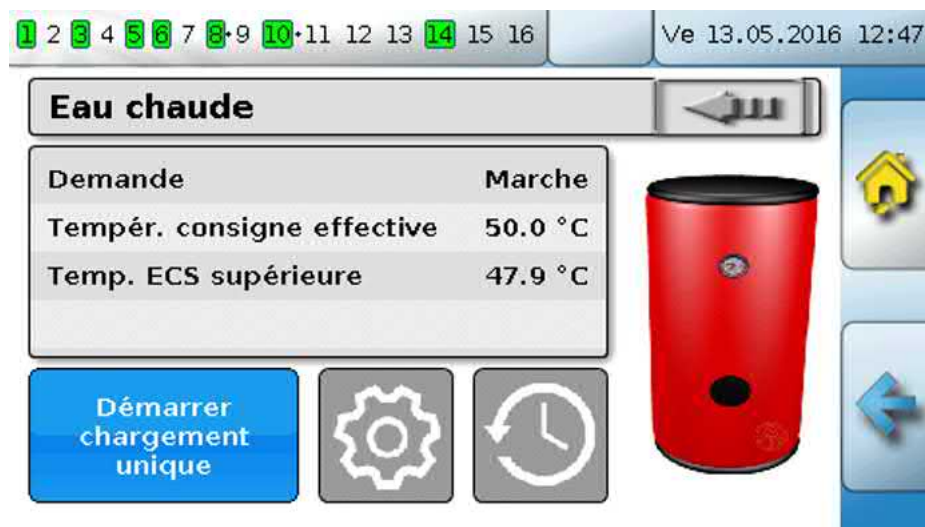 1 2 3 4 5 6 7 8·9 10·11 12 13 14 15 16 Ve 13.05.2016 12:47
Eau chaude
Demande Marche
Tempér. consigne effective 50.0 °C
Temp. ECS supérieure 47.9 °C
Démarrer
chargement
unique